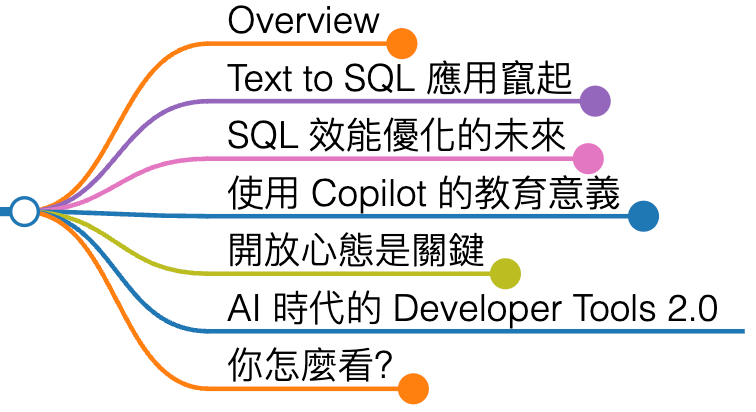 Overview
Text to SQL 應用竄起
SQL 效能優化的未來
使用 Copilot 的教育意義
開放心態是關鍵
AI 時代的 Developer Tools 2.0
你怎麼看?